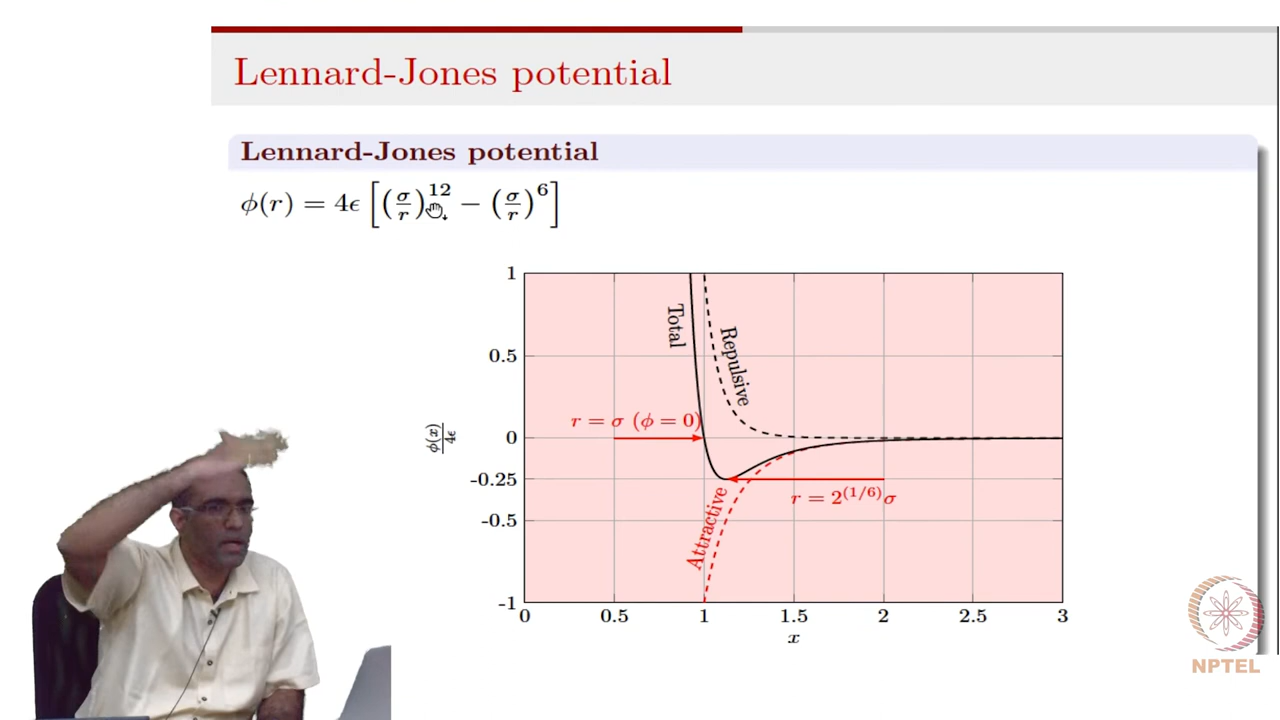 Lennard-Jones potential
Lennard-Jones potential
ϕ(r) = 4ϵ [(σ/r)^12 − (σ/r)^6]
1
0.5
0
-0.25
-0.5
-1
ϕ(x)/4ϵ
Total
Repulsive
r = σ (ϕ = 0)
r = 2^(1/6)σ
Attractive
0 0.5 1 1.5 2 2.5 3
x
NPTEL